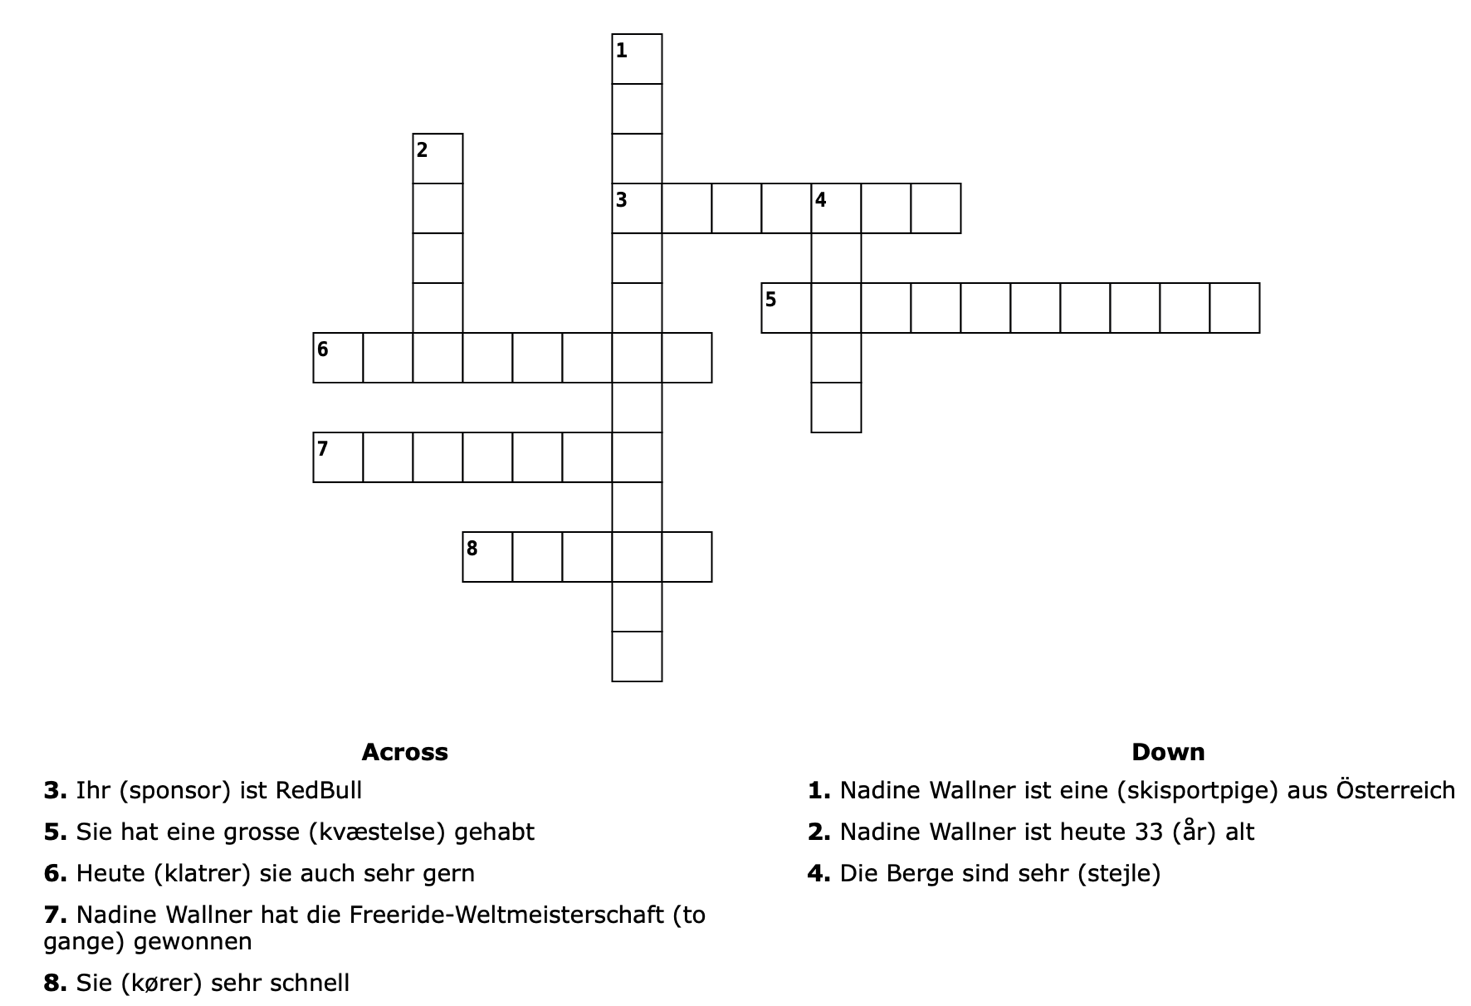 1
2
3 4
5
6
7
8
Across
3. Ihr (sponsor) ist RedBull
5. Sie hat eine grosse (kvæstelse) gehabt
6. Heute (klatrer) sie auch sehr gern
7. Nadine Wallner hat die Freeride-Weltmeisterschaft (to
gange) gewonnen
8. Sie (kører) sehr schnell
Down
1. Nadine Wallner ist eine (skisportpige) aus Österreich
2. Nadine Wallner ist heute 33 (år) alt
4. Die Berge sind sehr (stejle)